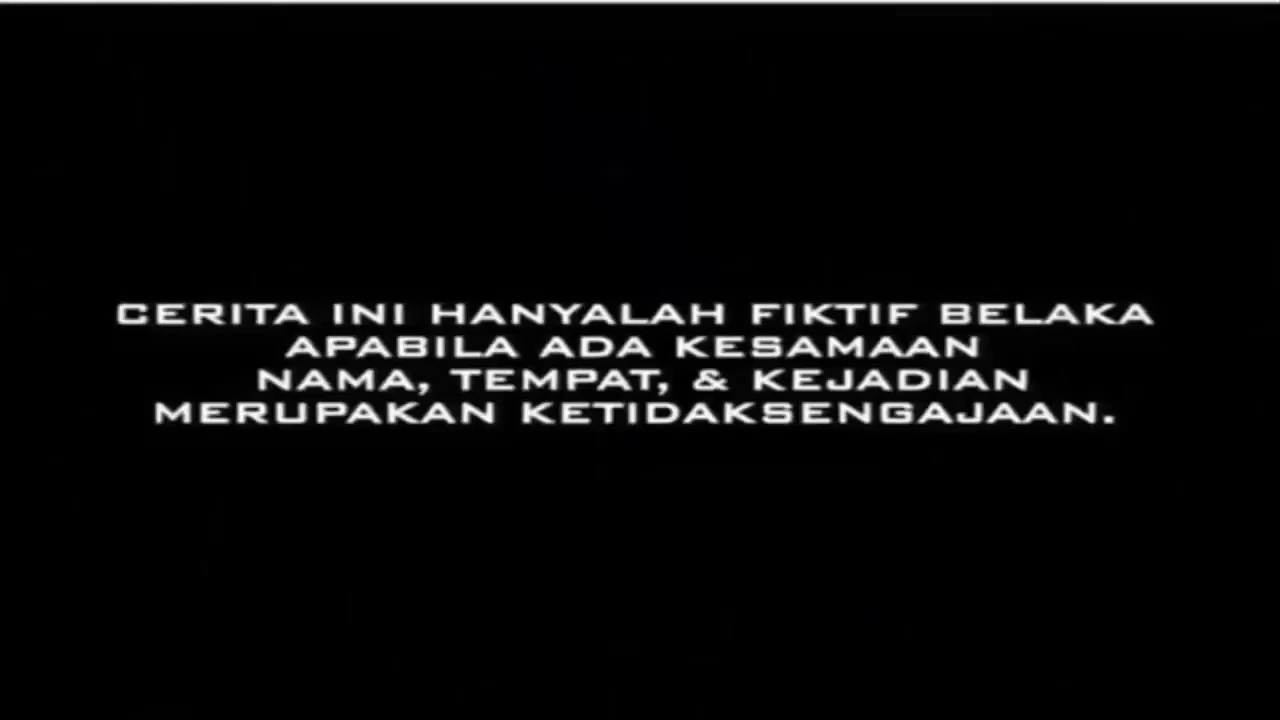 CERITA INI HANYALAH FIKTIF BELAKA
APABILA ADA KESAMAAN
NAMA, TEMPAT, & KEJADIAN
MERUPAKAN KETIDAKSENGAJAAN.